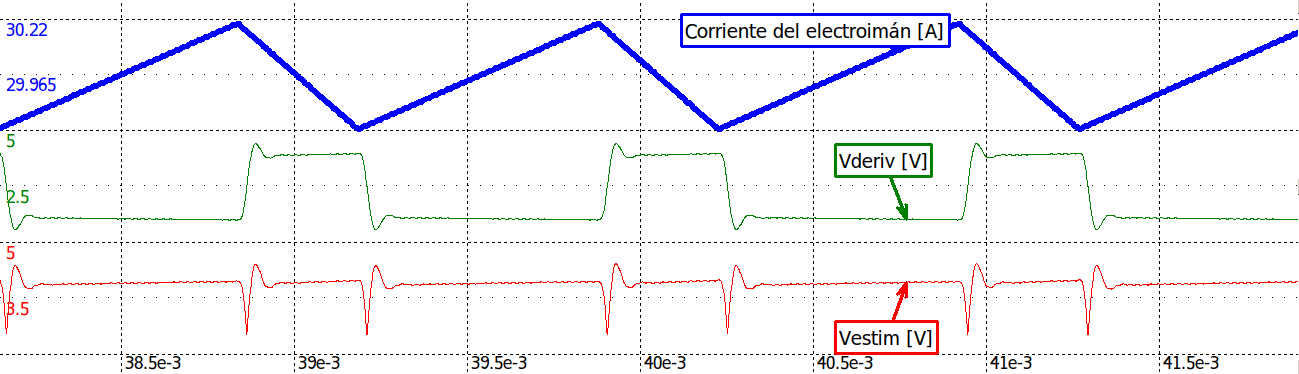 30.22
Corriente del electroimán [A]
29.965
5
Vderiv [V]
2.5
5
3.5
Vestim [V]
38.5e-3
39e-3
39.5e-3
40e-3
40.5e-3
41e-3
41.5e-3